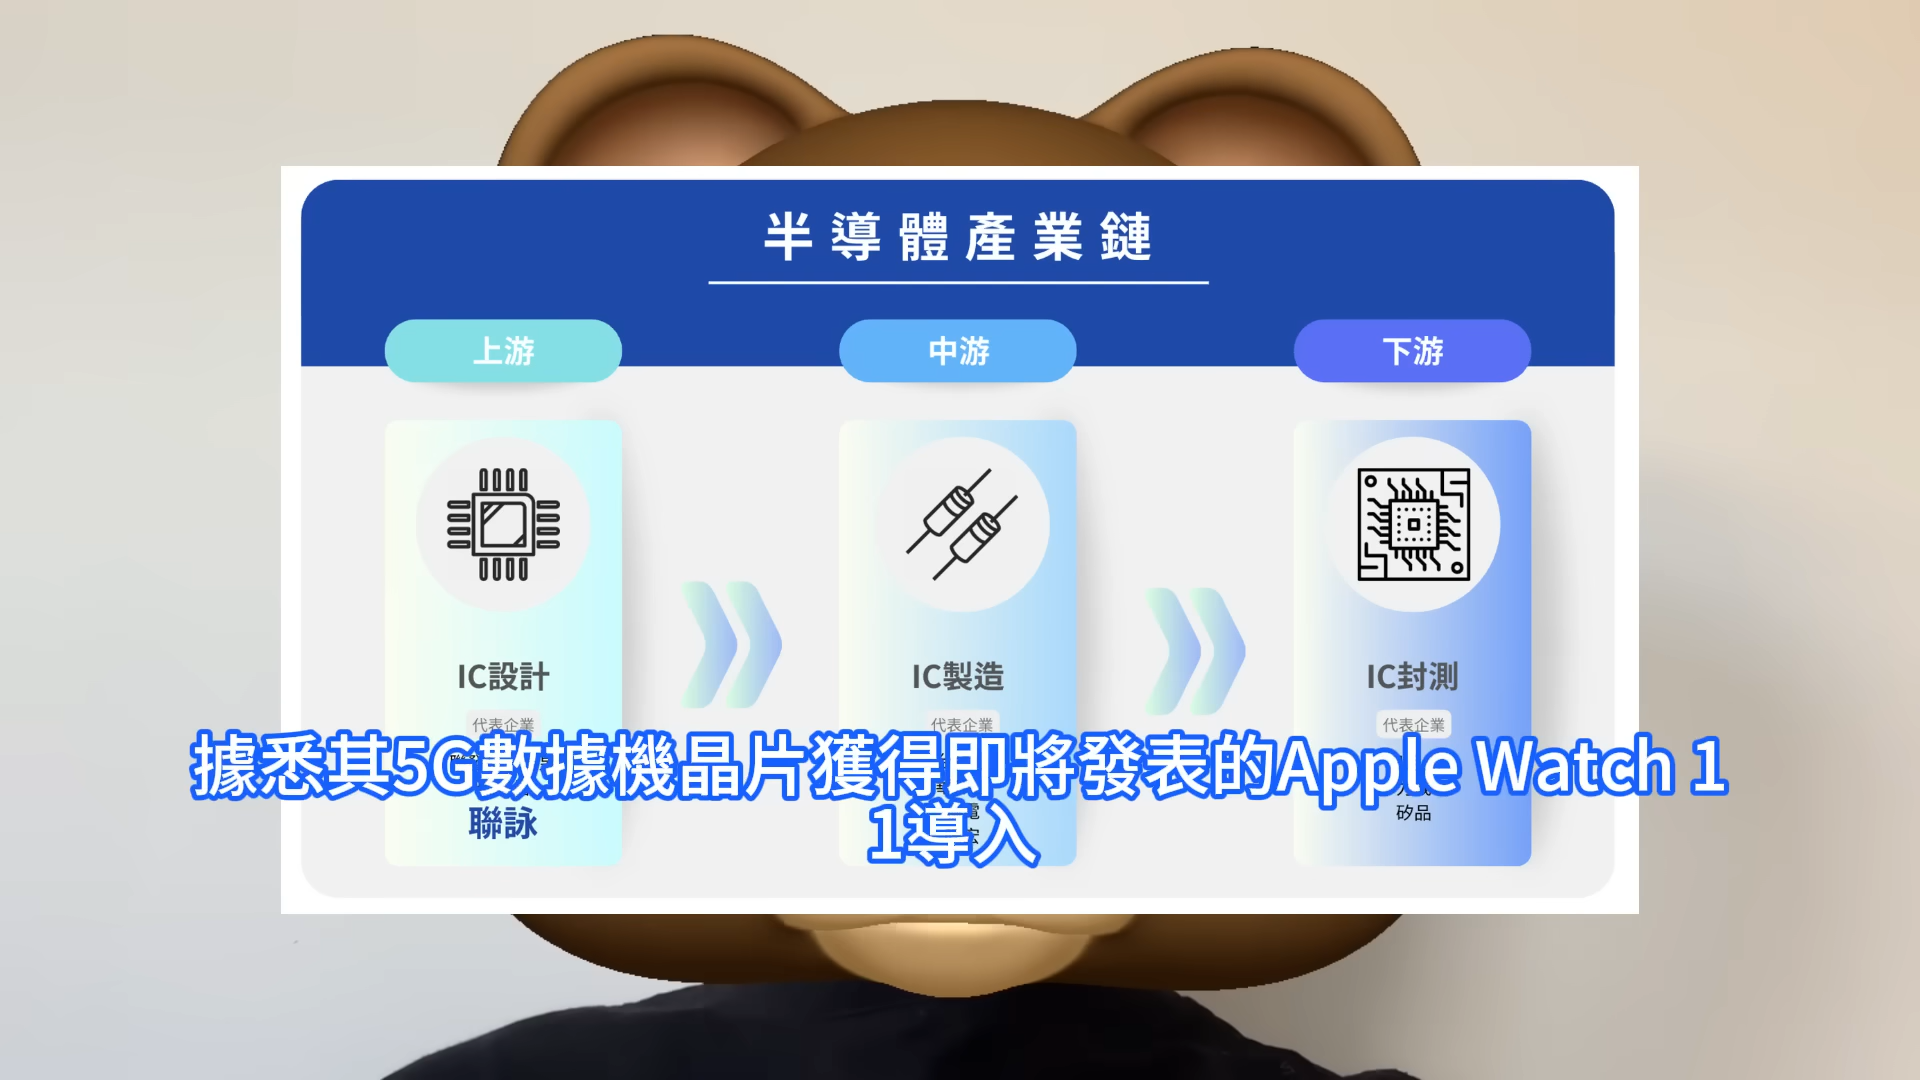 半導體產業鏈
上游
中游
下游
IC設計
IC製造
IC封測
代表企業
代表企業
代表企業
據悉其5G數據機晶片獲得即將發表的Apple Watch 1
1導入
聯詠
矽品